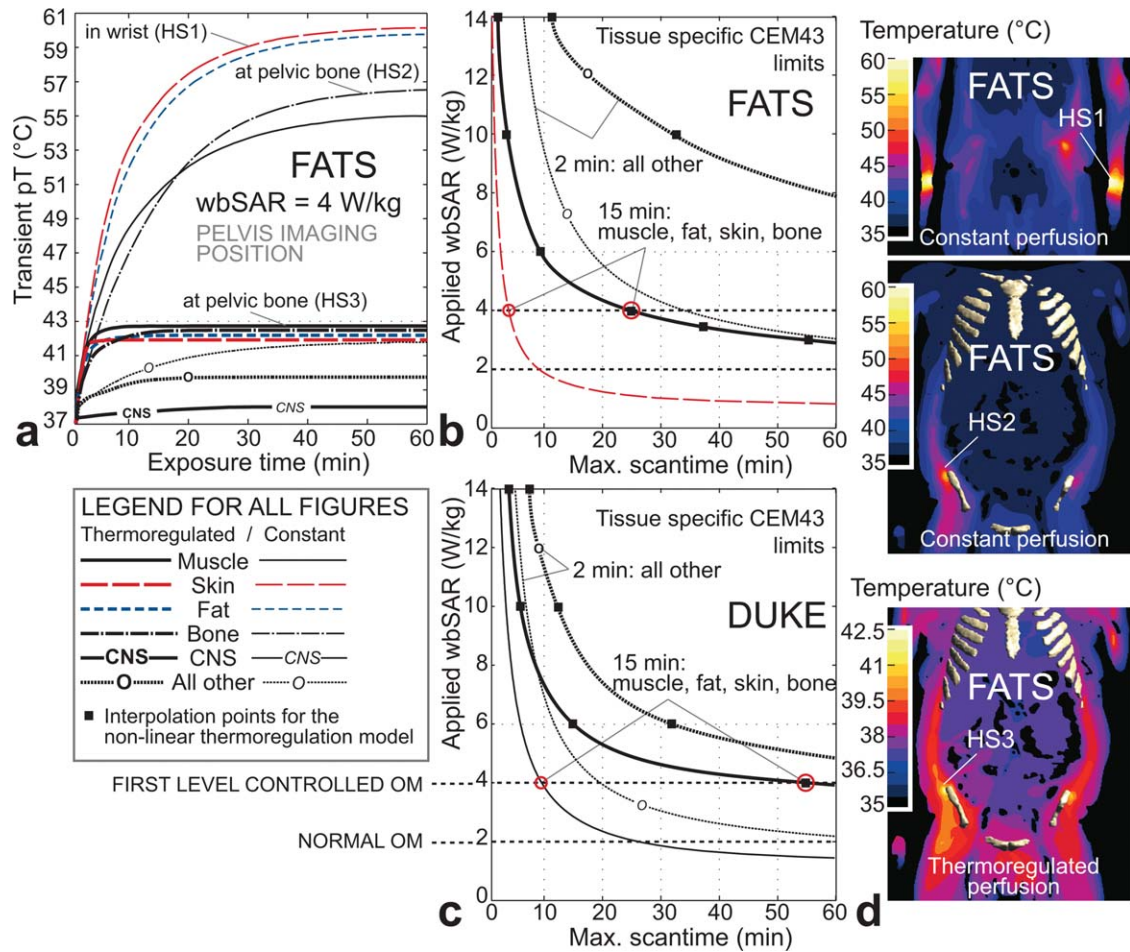 Transient pT (°C)
61
59
57
55
53
51
49
47
45
43
41
39
37
in wrist (HS1)
at pelvic bone (HS2)
FATS
wbSAR = 4 W/kg
PELVIS IMAGING
POSITION
at pelvic bone (HS3)
O
O
CNS
CNS
0
10
20
30
40
50
60
Exposure time (min)
a
Applied wbSAR (W/kg)
14
12
10
8
6
4
2
0
Tissue specific CEM43
limits
FATS
O
2 min: all other
O
15 min:
muscle, fat, skin, bone
0
10
20
30
40
50
60
Max. scantime (min)
b
LEGEND FOR ALL FIGURES
Thermoregulated / Constant
Muscle
Skin
Fat
Bone
CNS CNS CNS
O All other O
■ Interpolation points for the
non-linear thermoregulation model
FIRST LEVEL CONTROLLED OM
NORMAL OM
Applied wbSAR (W/kg)
14
12
10
8
6
4
2
0
Tissue specific CEM43
limits
O
2 min: all other
DUKE
15 min:
muscle, fat, skin, bone
O
0
10
20
30
40
50
60
Max. scantime (min)
c
Temperature (°C)
60
55
50
45
40
35
FATS
HS1
Constant perfusion
60
55
50
45
40
35
FATS
HS2
Constant perfusion
Temperature (°C)
42.5
41
39.5
38
36.5
35
FATS
HS3
Thermoregulated
perfusion
d